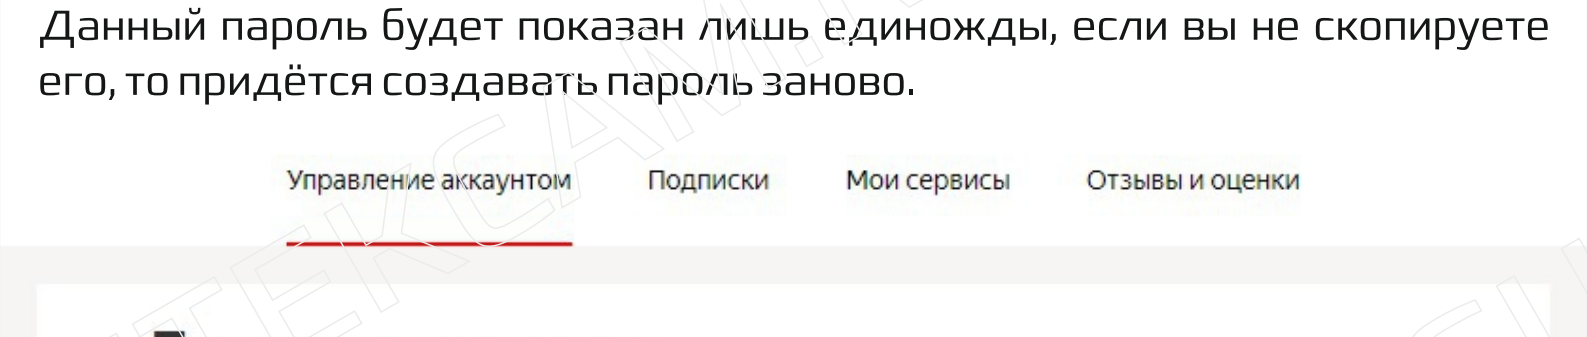 Данный пароль будет показан лишь единожды, если вы не скопируете
его, то придётся создавать пароль заново.
Управление аккаунтом Подписки Мои сервисы Отзывы и оценки